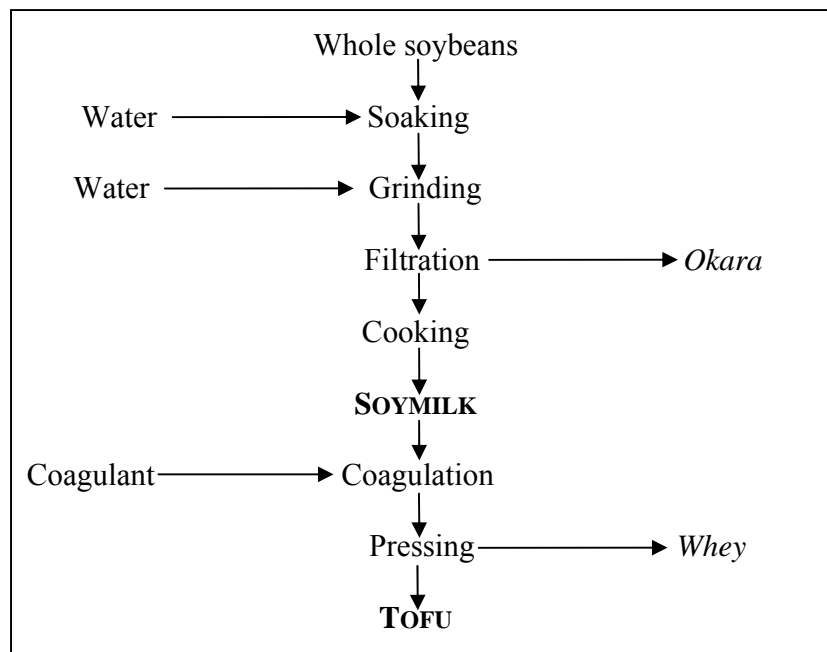 Whole soybeans
Water Soaking
Water Grinding
Filtration Okara
Cooking
SOYMILK
Coagulant Coagulation
Pressing Whey
TOFU